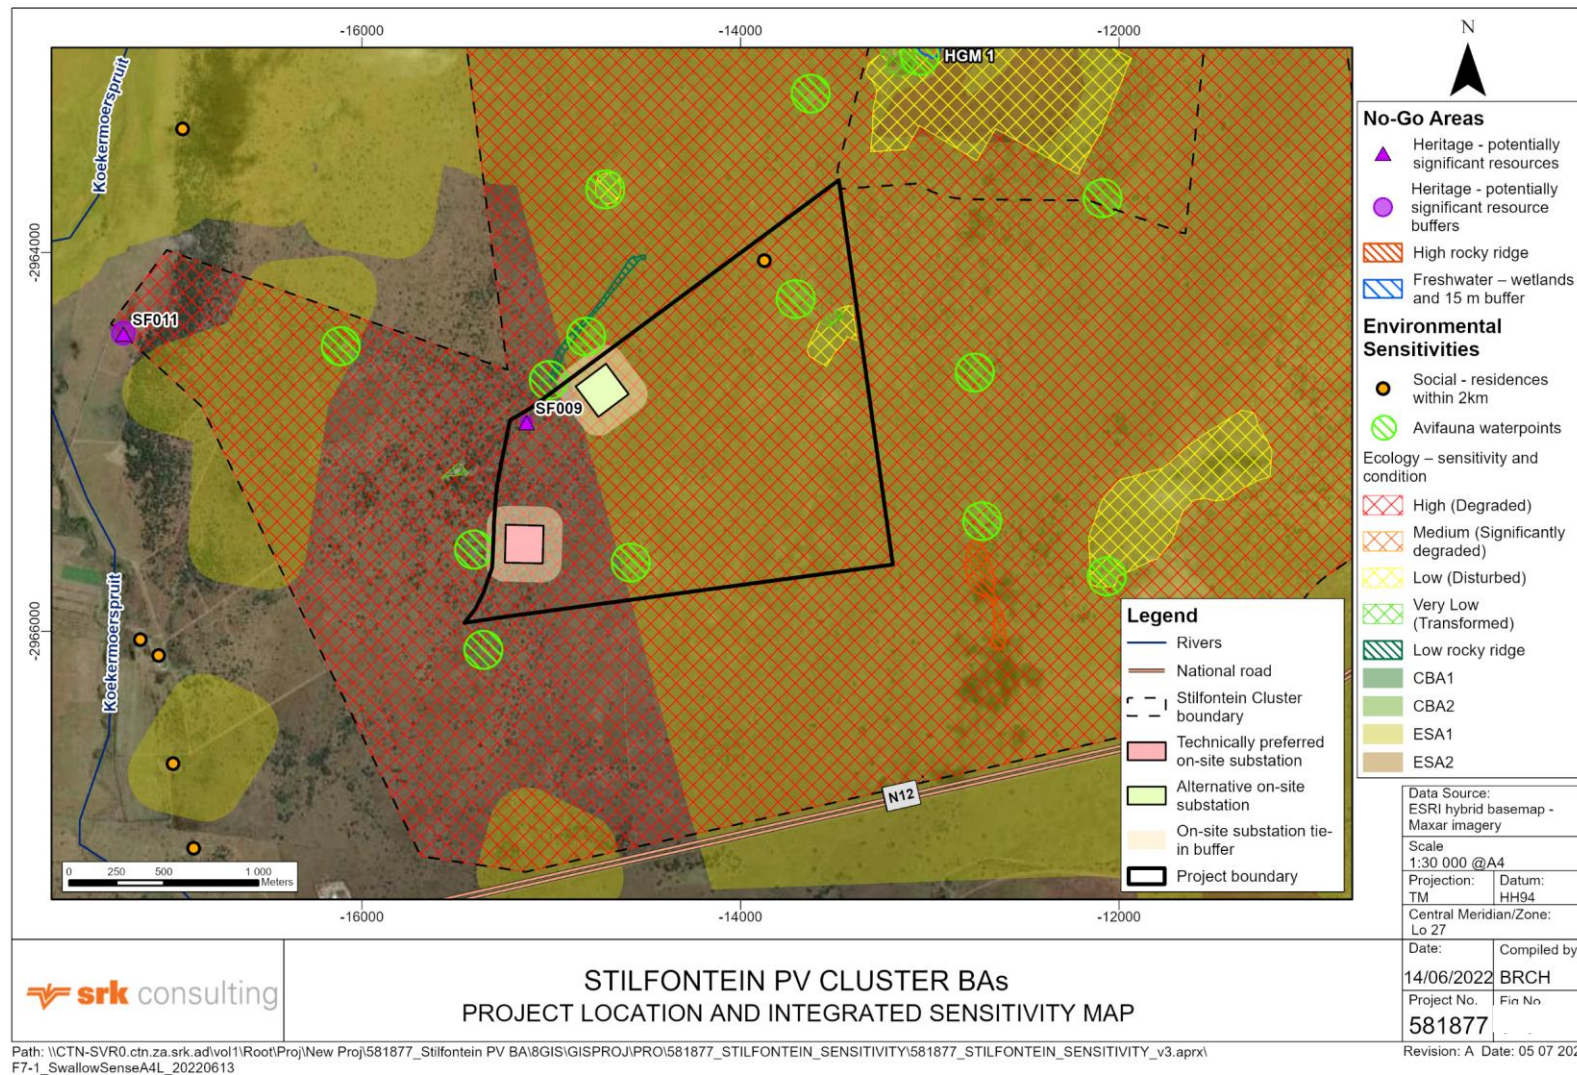 -16000
-14000
-12000
N
Koekermoerspruit
HGM 1
-2964000
SF011
SF009
Koekermoerspruit
-2966000
N12
0 250 500 1 000
Meters
-16000
-14000
-12000
Legend
Rivers
National road
Stilfontein Cluster
boundary
Technically preferred
on-site substation
Alternative on-site
substation
On-site substation tie-
in buffer
Project boundary
No-Go Areas
Heritage - potentially
significant resources
Heritage - potentially
significant resource
buffers
High rocky ridge
Freshwater – wetlands
and 15 m buffer
Environmental
Sensitivities
Social - residences
within 2km
Avifauna waterpoints
Ecology – sensitivity and
condition
High (Degraded)
Medium (Significantly
degraded)
Low (Disturbed)
Very Low
(Transformed)
Low rocky ridge
CBA1
CBA2
ESA1
ESA2
Data Source:
ESRI hybrid basemap -
Maxar imagery
Scale
1:30 000 @A4
Projection: Datum:
TM HH94
Central Meridian/Zone:
Lo 27
Date: Compiled by
14/06/2022 BRCH
Project No. Fig No.
581877
srk consulting
STILFONTEIN PV CLUSTER BAs
PROJECT LOCATION AND INTEGRATED SENSITIVITY MAP
Path: \\CTN-SVR0.ctn.za.srk.ad\vol1\Root\Proj\New Proj\581877_Stilfontein PV BA\8GIS\GISPROJ\PRO\581877_STILFONTEIN_SENSITIVITY\581877_STILFONTEIN_SENSITIVITY_v3.aprx\
F7-1_SwallowSenseA4L_20220613
Revision: A Date: 05 07 202